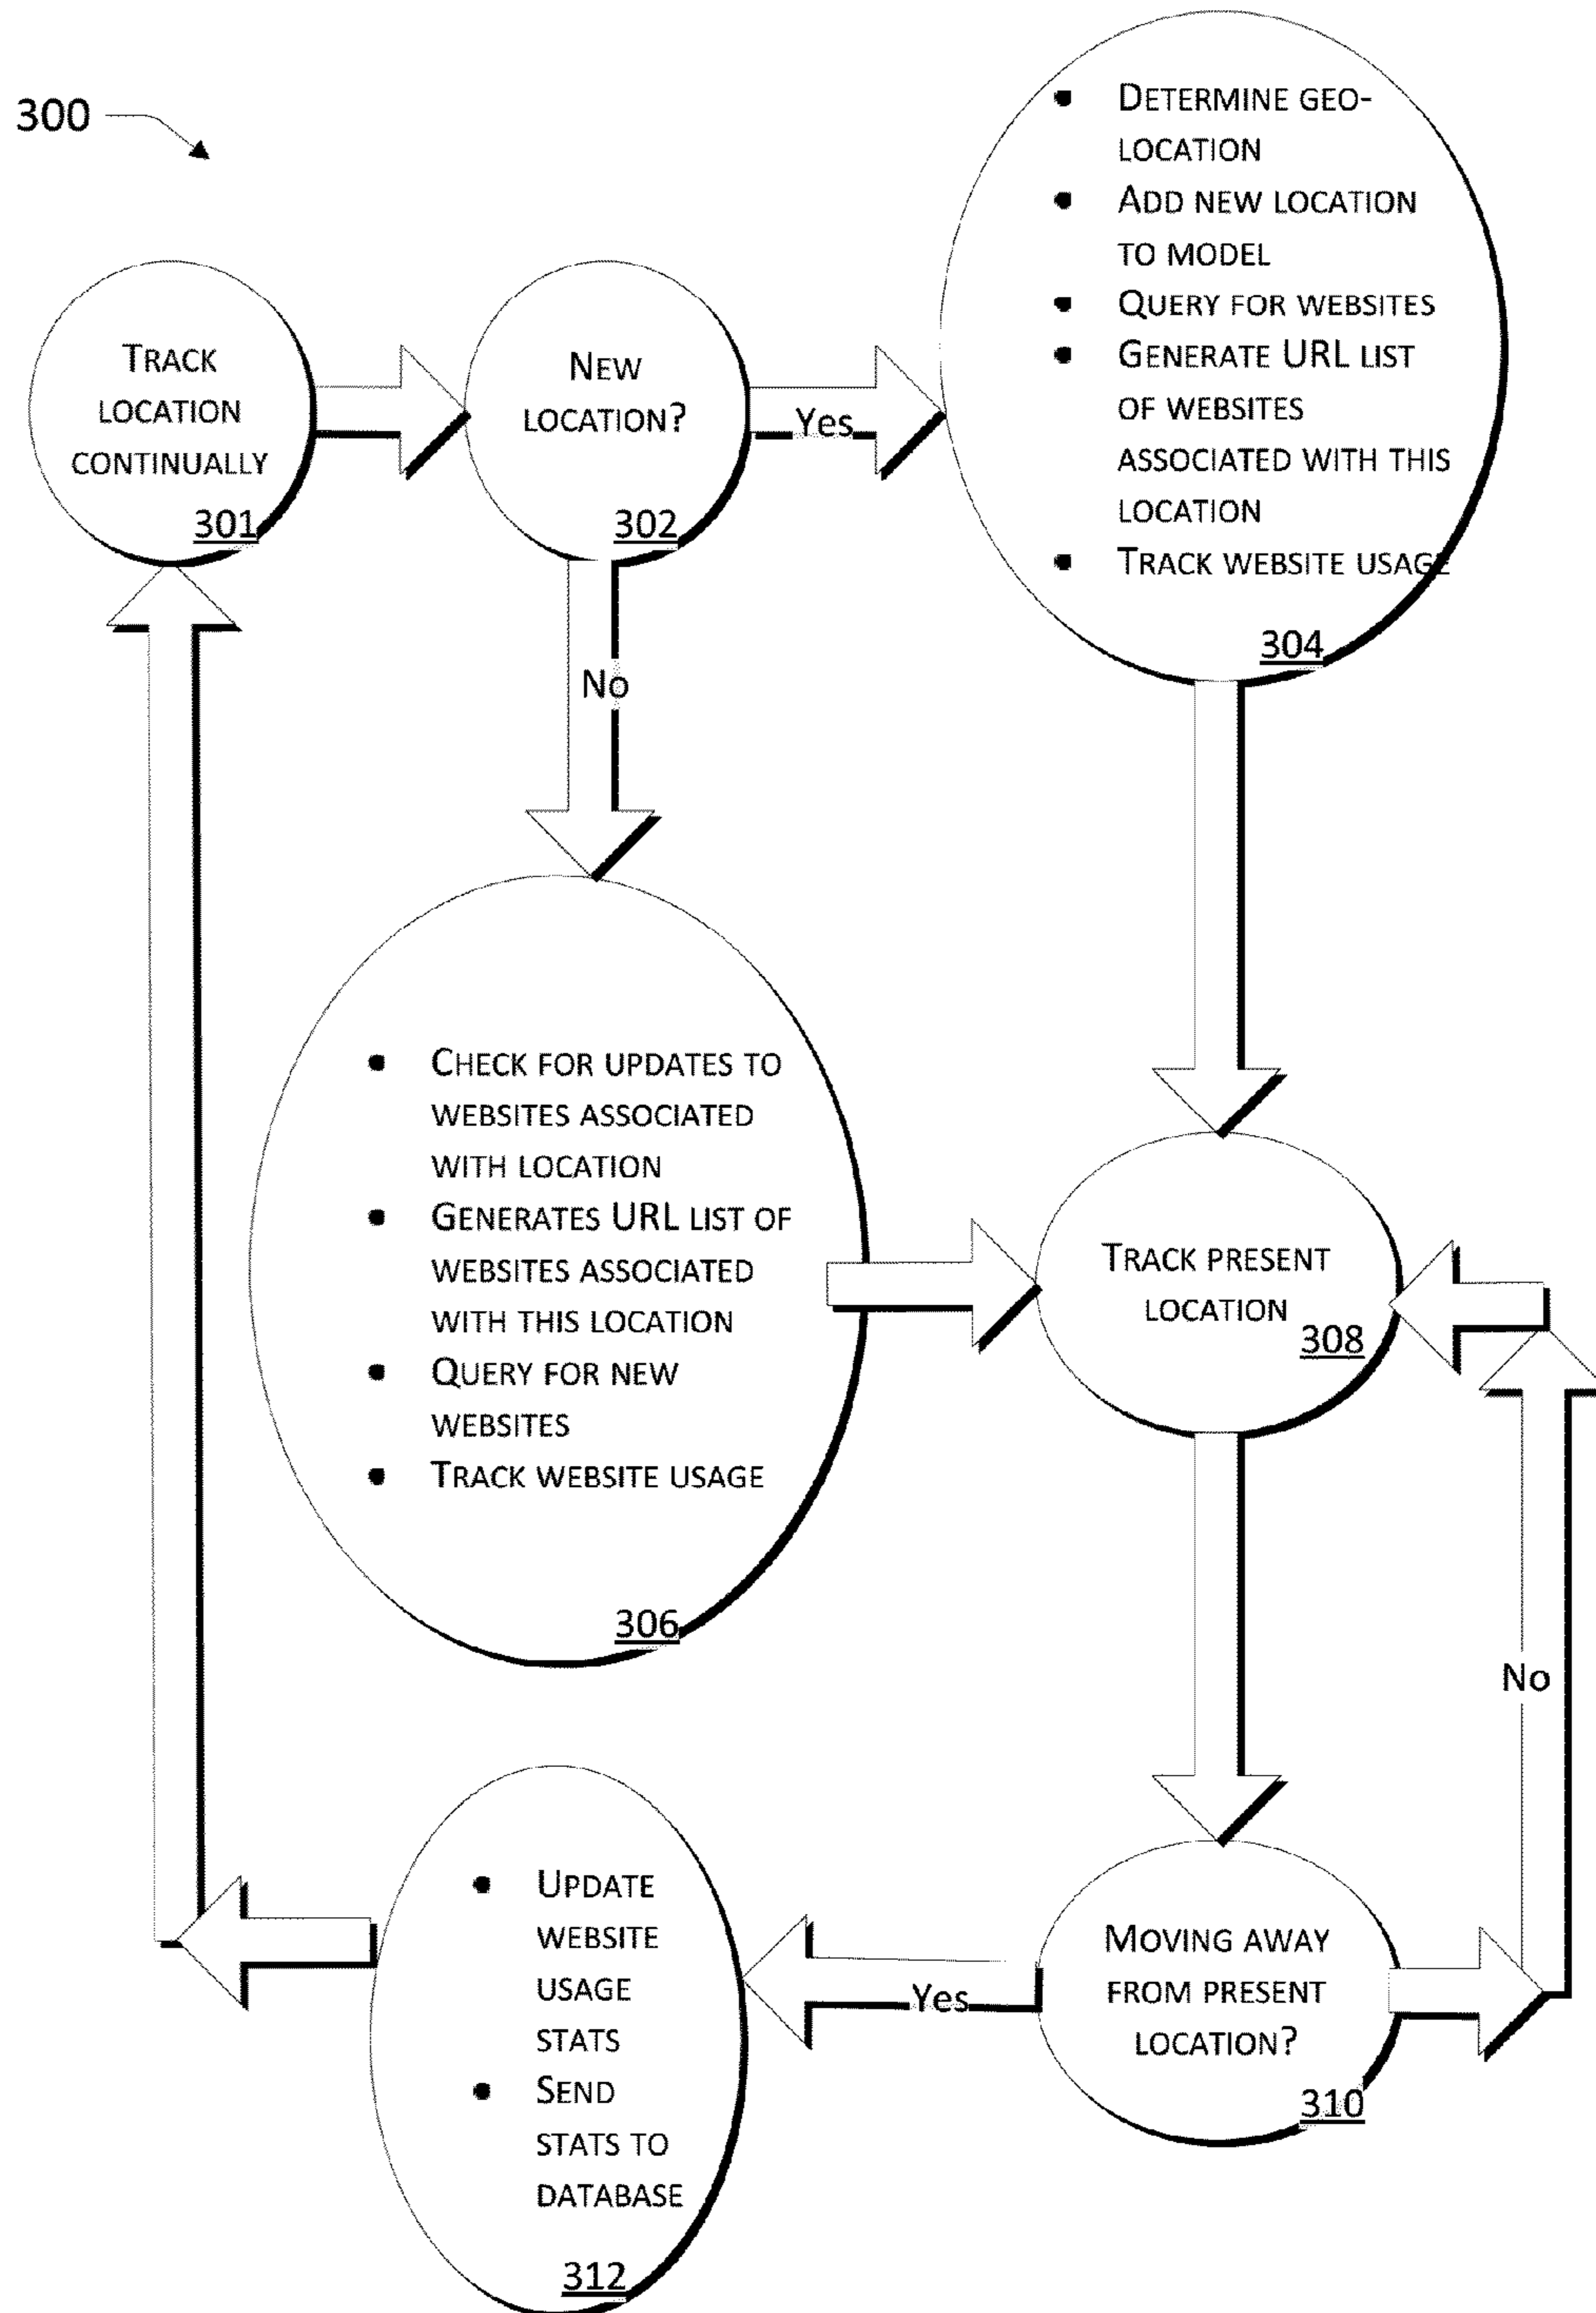 300
TRACK
LOCATION
CONTINUALLY
301
NEW
LOCATION?
302
Yes
• DETERMINE GEO-
LOCATION
• ADD NEW LOCATION
TO MODEL
• QUERY FOR WEBSITES
• GENERATE URL LIST
OF WEBSITES
ASSOCIATED WITH THIS
LOCATION
• TRACK WEBSITE USAGE
304
No
• CHECK FOR UPDATES TO
WEBSITES ASSOCIATED
WITH LOCATION
• GENERATES URL LIST OF
WEBSITES ASSOCIATED
WITH THIS LOCATION
• QUERY FOR NEW
WEBSITES
• TRACK WEBSITE USAGE
306
TRACK PRESENT
LOCATION
308
No
MOVING AWAY
FROM PRESENT
LOCATION?
310
Yes
• UPDATE
WEBSITE
USAGE
STATS
• SEND
STATS TO
DATABASE
312